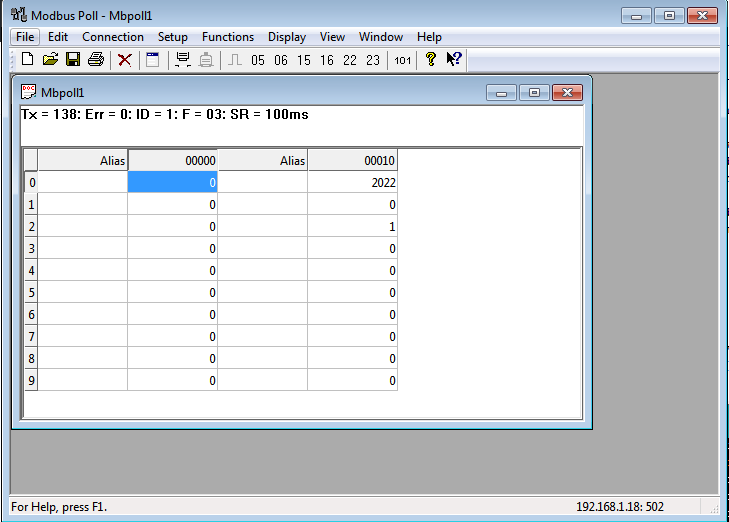 Modbus Poll - Mbpoll1
File Edit Connection Setup Functions Display View Window Help
05 06 15 16 22 23 101 ? ?
DOC Mbpoll1
Tx = 138: Err = 0: ID = 1: F = 03: SR = 100ms
Alias 00000 Alias 00010
0 0 2022
1 0 0
2 0 1
3 0 0
4 0 0
5 0 0
6 0 0
7 0 0
8 0 0
9 0 0
For Help, press F1. 192.168.1.18: 502